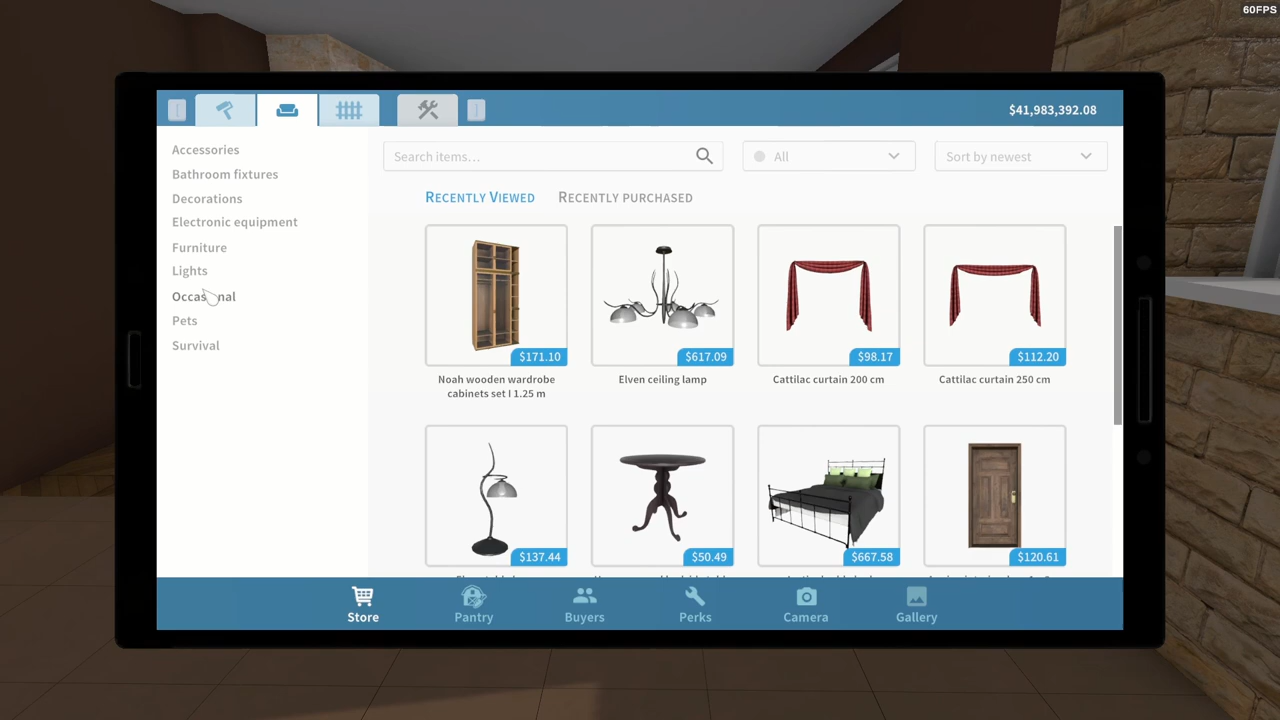 60FPS
$41,983,392.08
Accessories
Bathroom fixtures
Decorations
Electronic equipment
Furniture
Lights
Occasional
Pets
Survival
Search items...
All
Sort by newest
RECENTLY VIEWED
RECENTLY PURCHASED
$171.10
$617.09
$98.17
$112.20
Noah wooden wardrobe
cabinets set I 1.25 m
Elven ceiling lamp
Cattilac curtain 200 cm
Cattilac curtain 250 cm
$137.44
$50.49
$667.58
$120.61
Store
Pantry
Buyers
Perks
Camera
Gallery